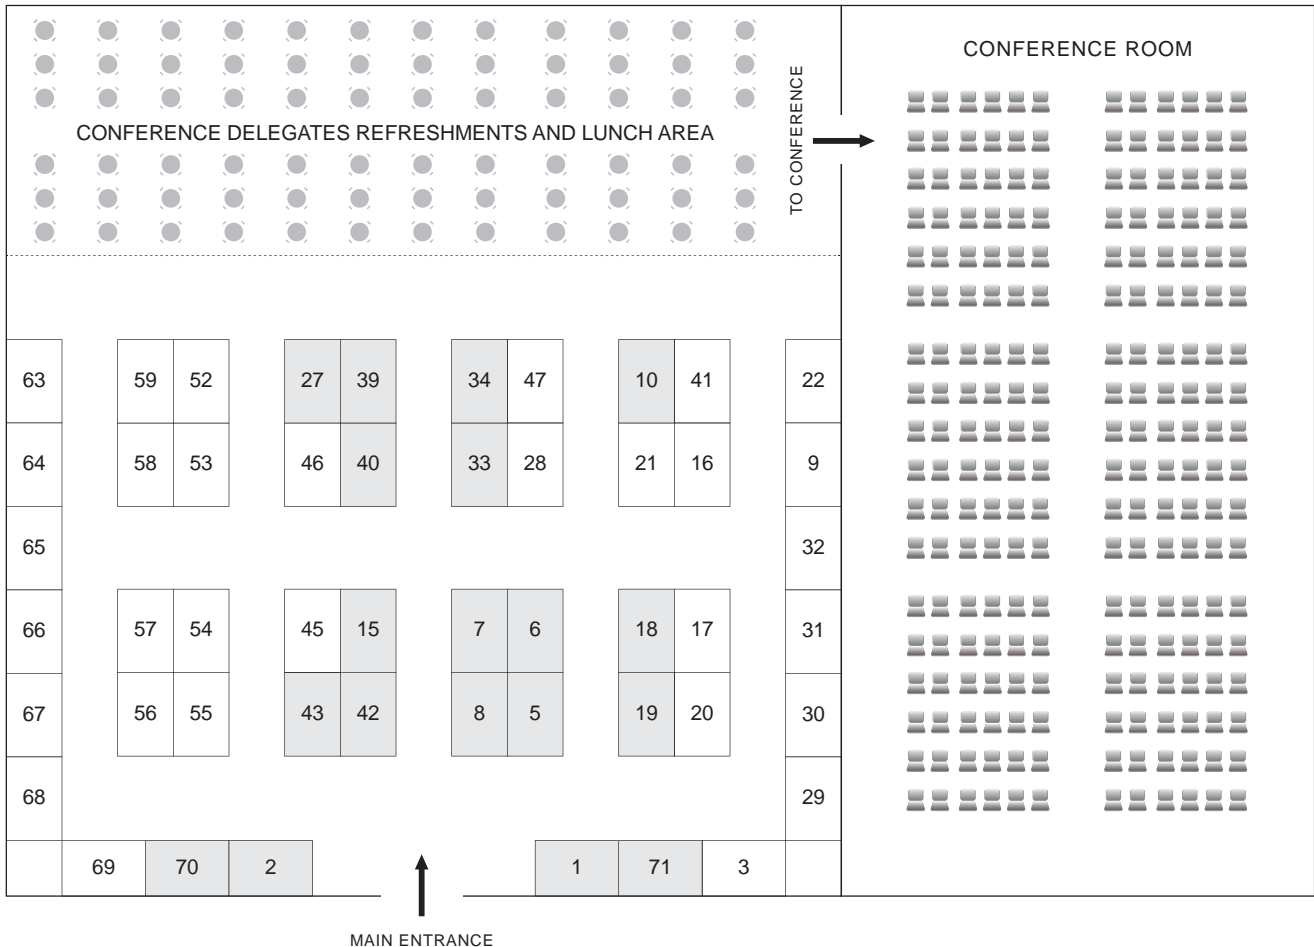 CONFERENCE ROOM
CONFERENCE DELEGATES REFRESHMENTS AND LUNCH AREA
TO CONFERENCE
63 59 52 27 39 34 47 10 41 22
64 58 53 46 40 33 28 21 16 9
65 32
66 57 54 45 15 7 6 18 17 31
67 56 55 43 42 8 5 19 20 30
68 29
69 70 2 1 71 3
MAIN ENTRANCE